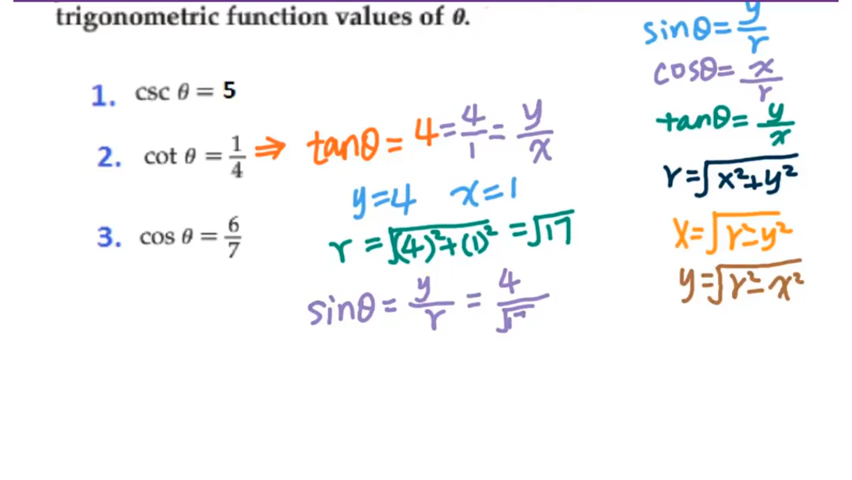 trigonometric function values of θ.
1. csc θ = 5
2. cot θ = 1/4 ⇒ tanθ = 4 = 4/1 = y/x
y=4 x=1
r = √(4)²+(1)² = √17
3. cos θ = 6/7
sinθ = y/r = 4/√17
sinθ = y/r
cosθ = x/r
tanθ = y/x
r = √x²+y²
x = √r²-y²
y = √r²-x²